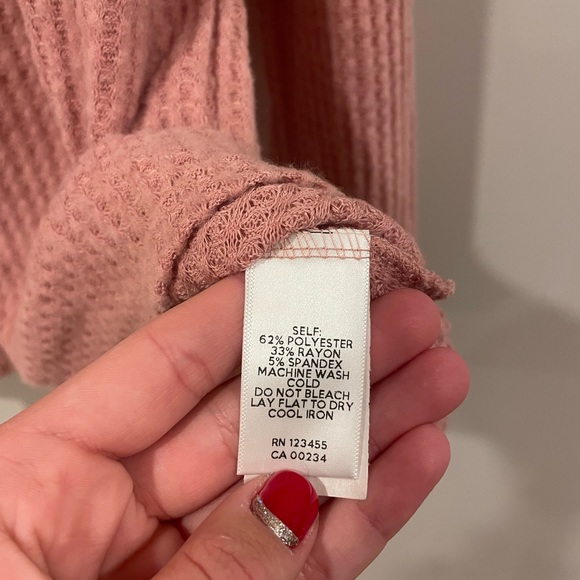 SELF:
62% POLYESTER
33% RAYON
5% SPANDEX
MACHINE WASH
COLD
DO NOT BLEACH
LAY FLAT TO DRY
COOL IRON
RN 123455
CA 00234